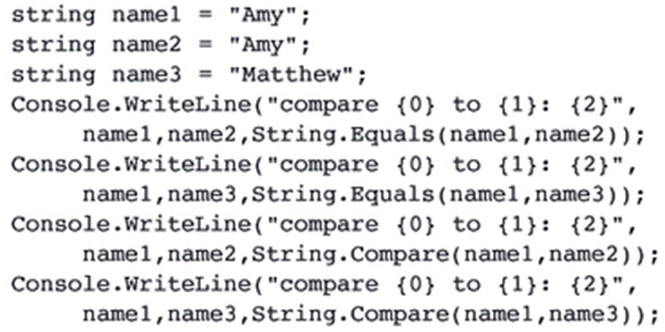 string name1 = "Amy";
string name2 = "Amy";
string name3 = "Matthew";
Console.WriteLine("compare {0} to {1}: {2}",
name1,name2,String.Equals(name1,name2));
Console.WriteLine("compare {0} to {1}: {2}",
name1,name3,String.Equals(name1,name3));
Console.WriteLine("compare {0} to {1}: {2}",
name1,name2,String.Compare(name1,name2));
Console.WriteLine("compare {0} to {1}: {2}",
name1,name3,String.Compare(name1,name3));